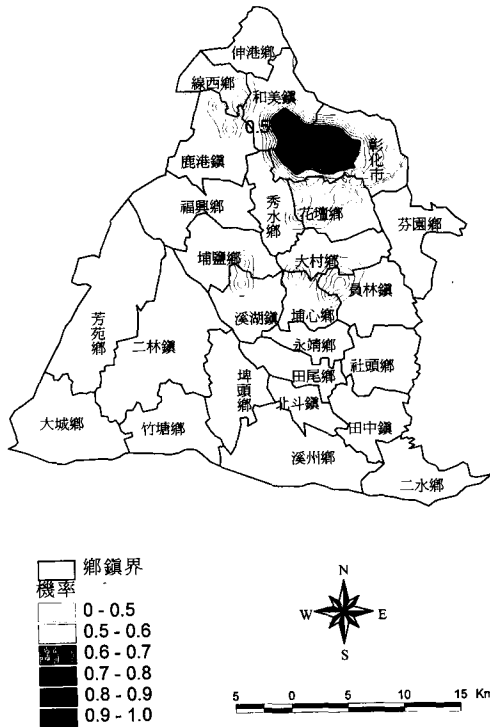 伸港鄉
線西鄉
和美鎮
0.5
彰化市
鹿港鎮
秀水鄉
福興鄉
花壇鄉
芬園鄉
埔鹽鄉
大村鄉
員林鎮
溪湖鎮
埔心鄉
芳苑鄉
二林鎮
永靖鄉
社頭鄉
埤頭鄉
田尾鄉
北斗鎮
大城鄉
竹塘鄉
田中鎮
溪州鄉
二水鄉
鄉鎮界
機率
0 - 0.5
0.5 - 0.6
0.6 - 0.7
0.7 - 0.8
0.8 - 0.9
0.9 - 1.0
N
W E
S
5 0 5 10 15 Km